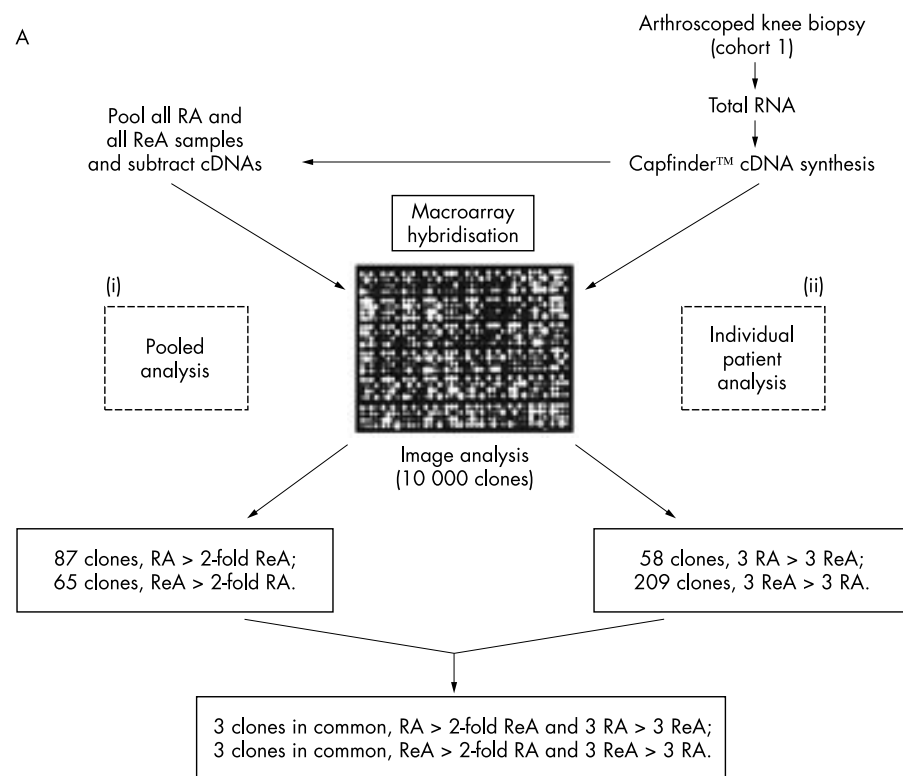 A
Arthroscoped knee biopsy
(cohort 1)
Total RNA
Capfinder™ cDNA synthesis
Pool all RA and
all ReA samples
and subtract cDNAs
Macroarray
hybridisation
(i)
Pooled
analysis
(ii)
Individual
patient
analysis
Image analysis
(10 000 clones)
87 clones, RA > 2-fold ReA;
65 clones, ReA > 2-fold RA.
58 clones, 3 RA > 3 ReA;
209 clones, 3 ReA > 3 RA.
3 clones in common, RA > 2-fold ReA and 3 RA > 3 ReA;
3 clones in common, ReA > 2-fold RA and 3 ReA > 3 RA.